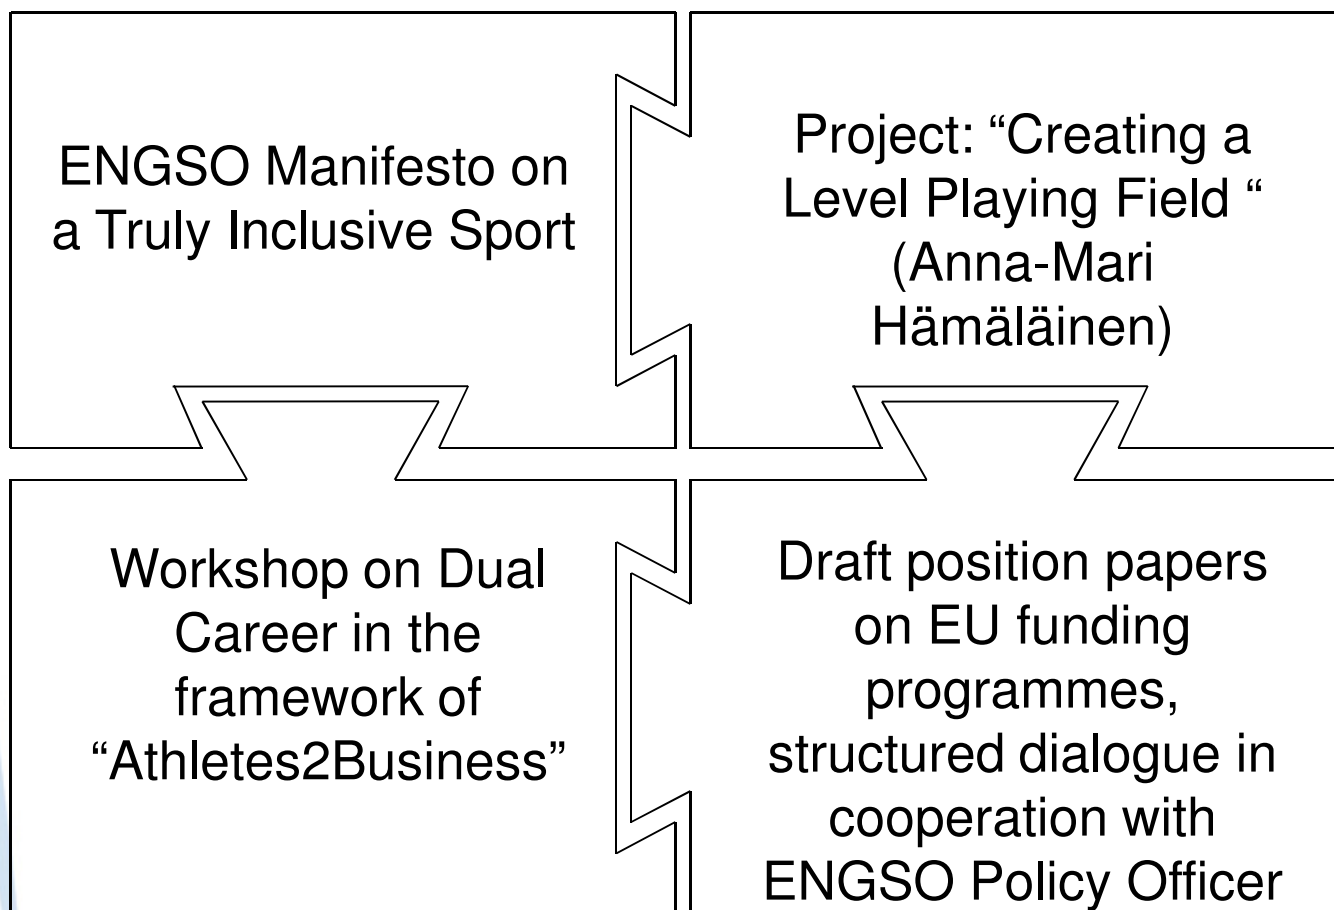 ENGSO Manifesto on
a Truly Inclusive Sport
Project: “Creating a
Level Playing Field “
(Anna-Mari
Hämäläinen)
Workshop on Dual
Career in the
framework of
“Athletes2Business”
Draft position papers
on EU funding
programmes,
structured dialogue in
cooperation with
ENGSO Policy Officer